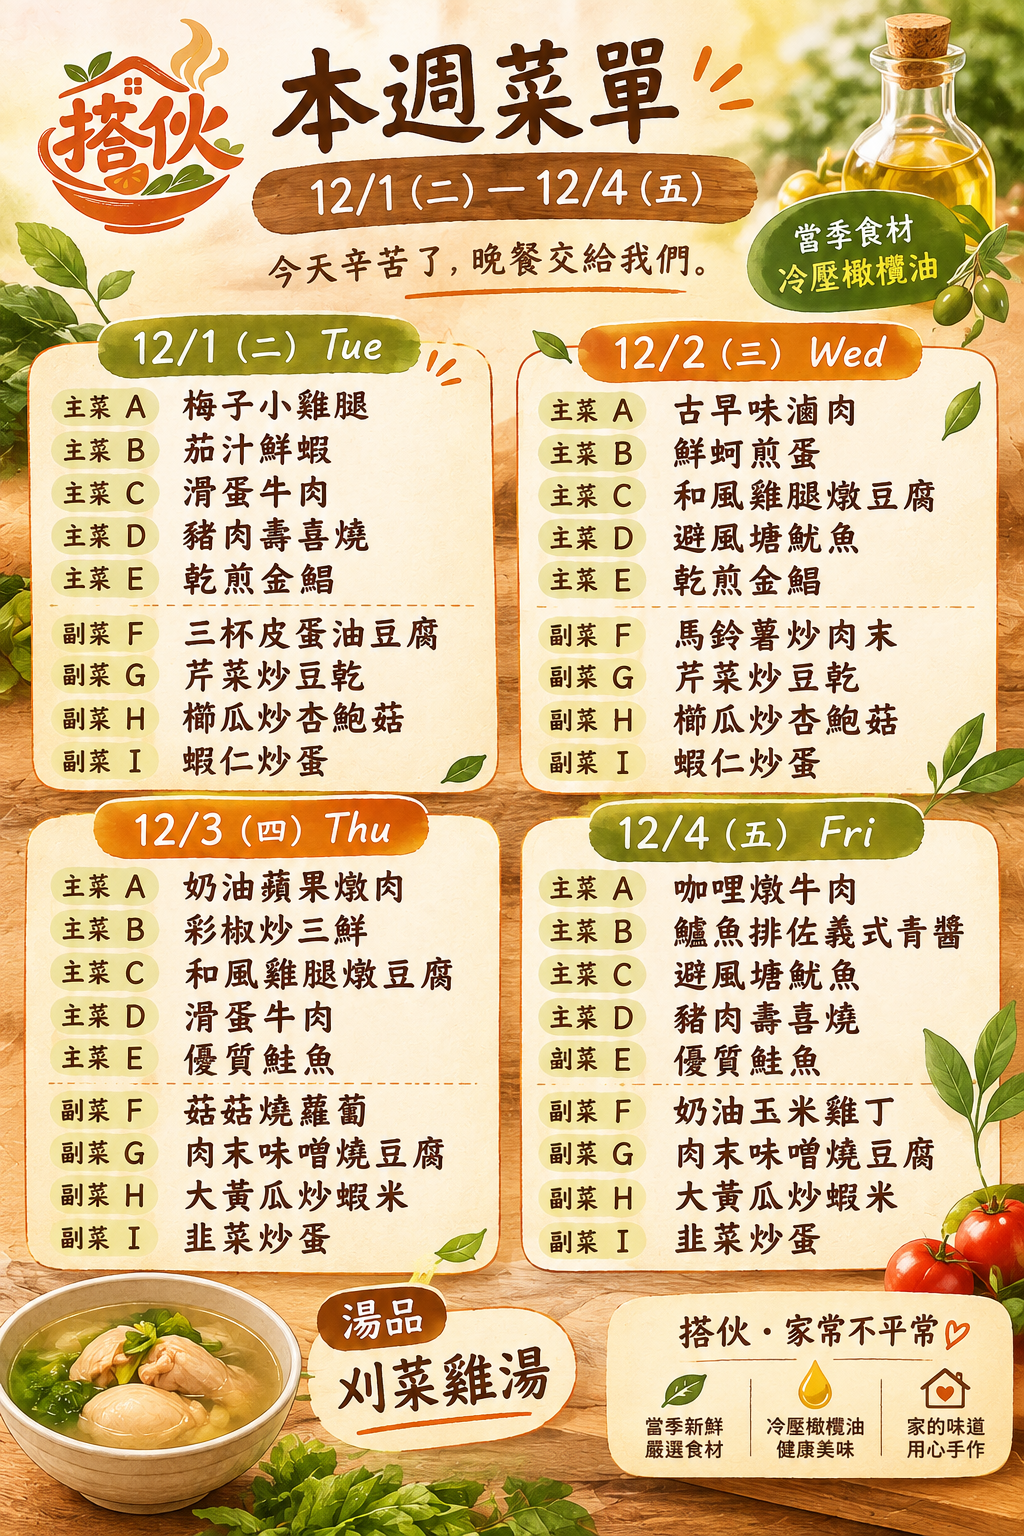 搭伙
本週菜單
12/1 (二) — 12/4 (五)
今天辛苦了, 晚餐交給我們。
當季食材
冷壓橄欖油
12/1 (二) Tue
主菜 A 梅子小雞腿
主菜 B 茄汁鮮蝦
主菜 C 滑蛋牛肉
主菜 D 豬肉壽喜燒
主菜 E 乾煎金鯧
副菜 F 三杯皮蛋油豆腐
副菜 G 芹菜炒豆乾
副菜 H 櫛瓜炒杏鮑菇
副菜 I 蝦仁炒蛋
12/2 (三) Wed
主菜 A 古早味滷肉
主菜 B 鮮蚵煎蛋
主菜 C 和風雞腿燉豆腐
主菜 D 避風塘魷魚
主菜 E 乾煎金鯧
副菜 F 馬鈴薯炒肉末
副菜 G 芹菜炒豆乾
副菜 H 櫛瓜炒杏鮑菇
副菜 I 蝦仁炒蛋
12/3 (四) Thu
主菜 A 奶油蘋果燉肉
主菜 B 彩椒炒三鮮
主菜 C 和風雞腿燉豆腐
主菜 D 滑蛋牛肉
主菜 E 優質鮭魚
副菜 F 菇菇燒蘿蔔
副菜 G 肉末味噌燒豆腐
副菜 H 大黃瓜炒蝦米
副菜 I 韭菜炒蛋
12/4 (五) Fri
主菜 A 咖哩燉牛肉
主菜 B 鱸魚排佐義式青醬
主菜 C 避風塘魷魚
主菜 D 豬肉壽喜燒
副菜 E 優質鮭魚
副菜 F 奶油玉米雞丁
副菜 G 肉末味噌燒豆腐
副菜 H 大黃瓜炒蝦米
副菜 I 韭菜炒蛋
湯品
刈菜雞湯
搭伙・家常不平常
當季新鮮
嚴選食材
冷壓橄欖油
健康美味
家的味道
用心手作